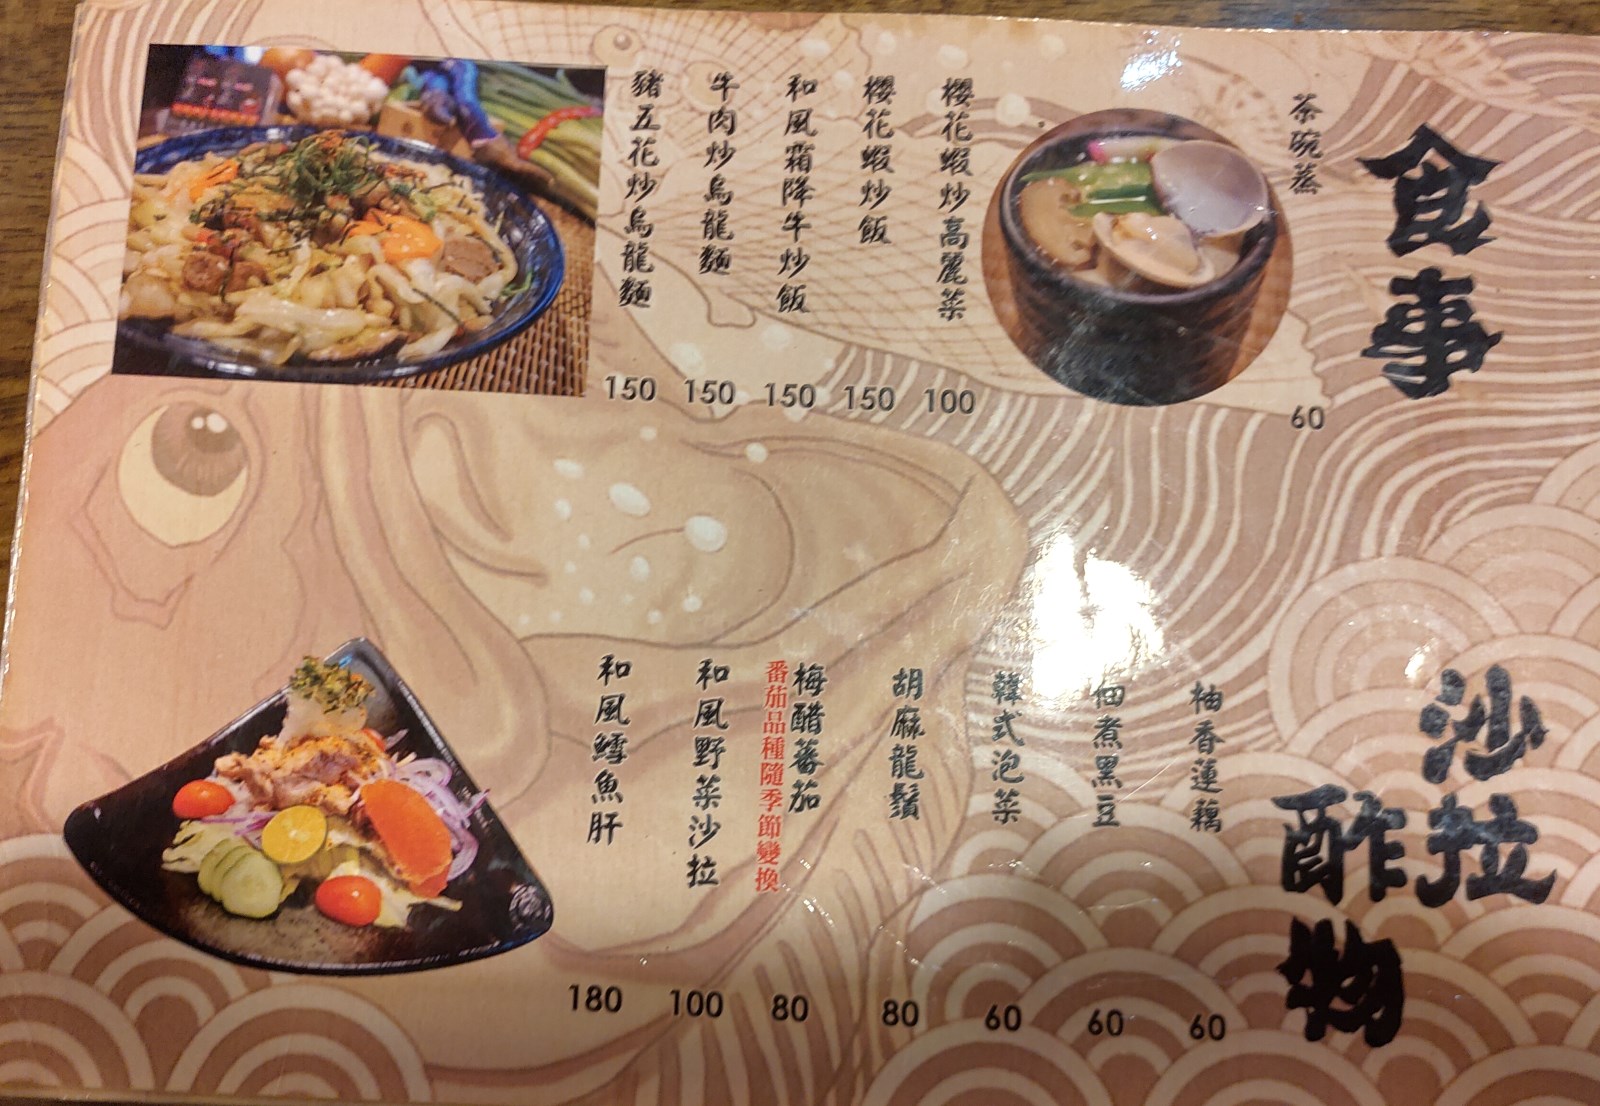 食事
茶碗蒸
60
櫻花蝦炒高麗菜
100
櫻花蝦炒飯
150
和風霜降牛炒飯
150
牛肉炒烏龍麵
150
豬五花炒烏龍麵
150
沙拉
酢物
柚香蓮藕
60
佃煮黑豆
60
韓式泡菜
60
胡麻龍鬚
80
梅醋蕃茄
番茄品種隨季節變換
80
和風野菜沙拉
100
和風鱈魚肝
180